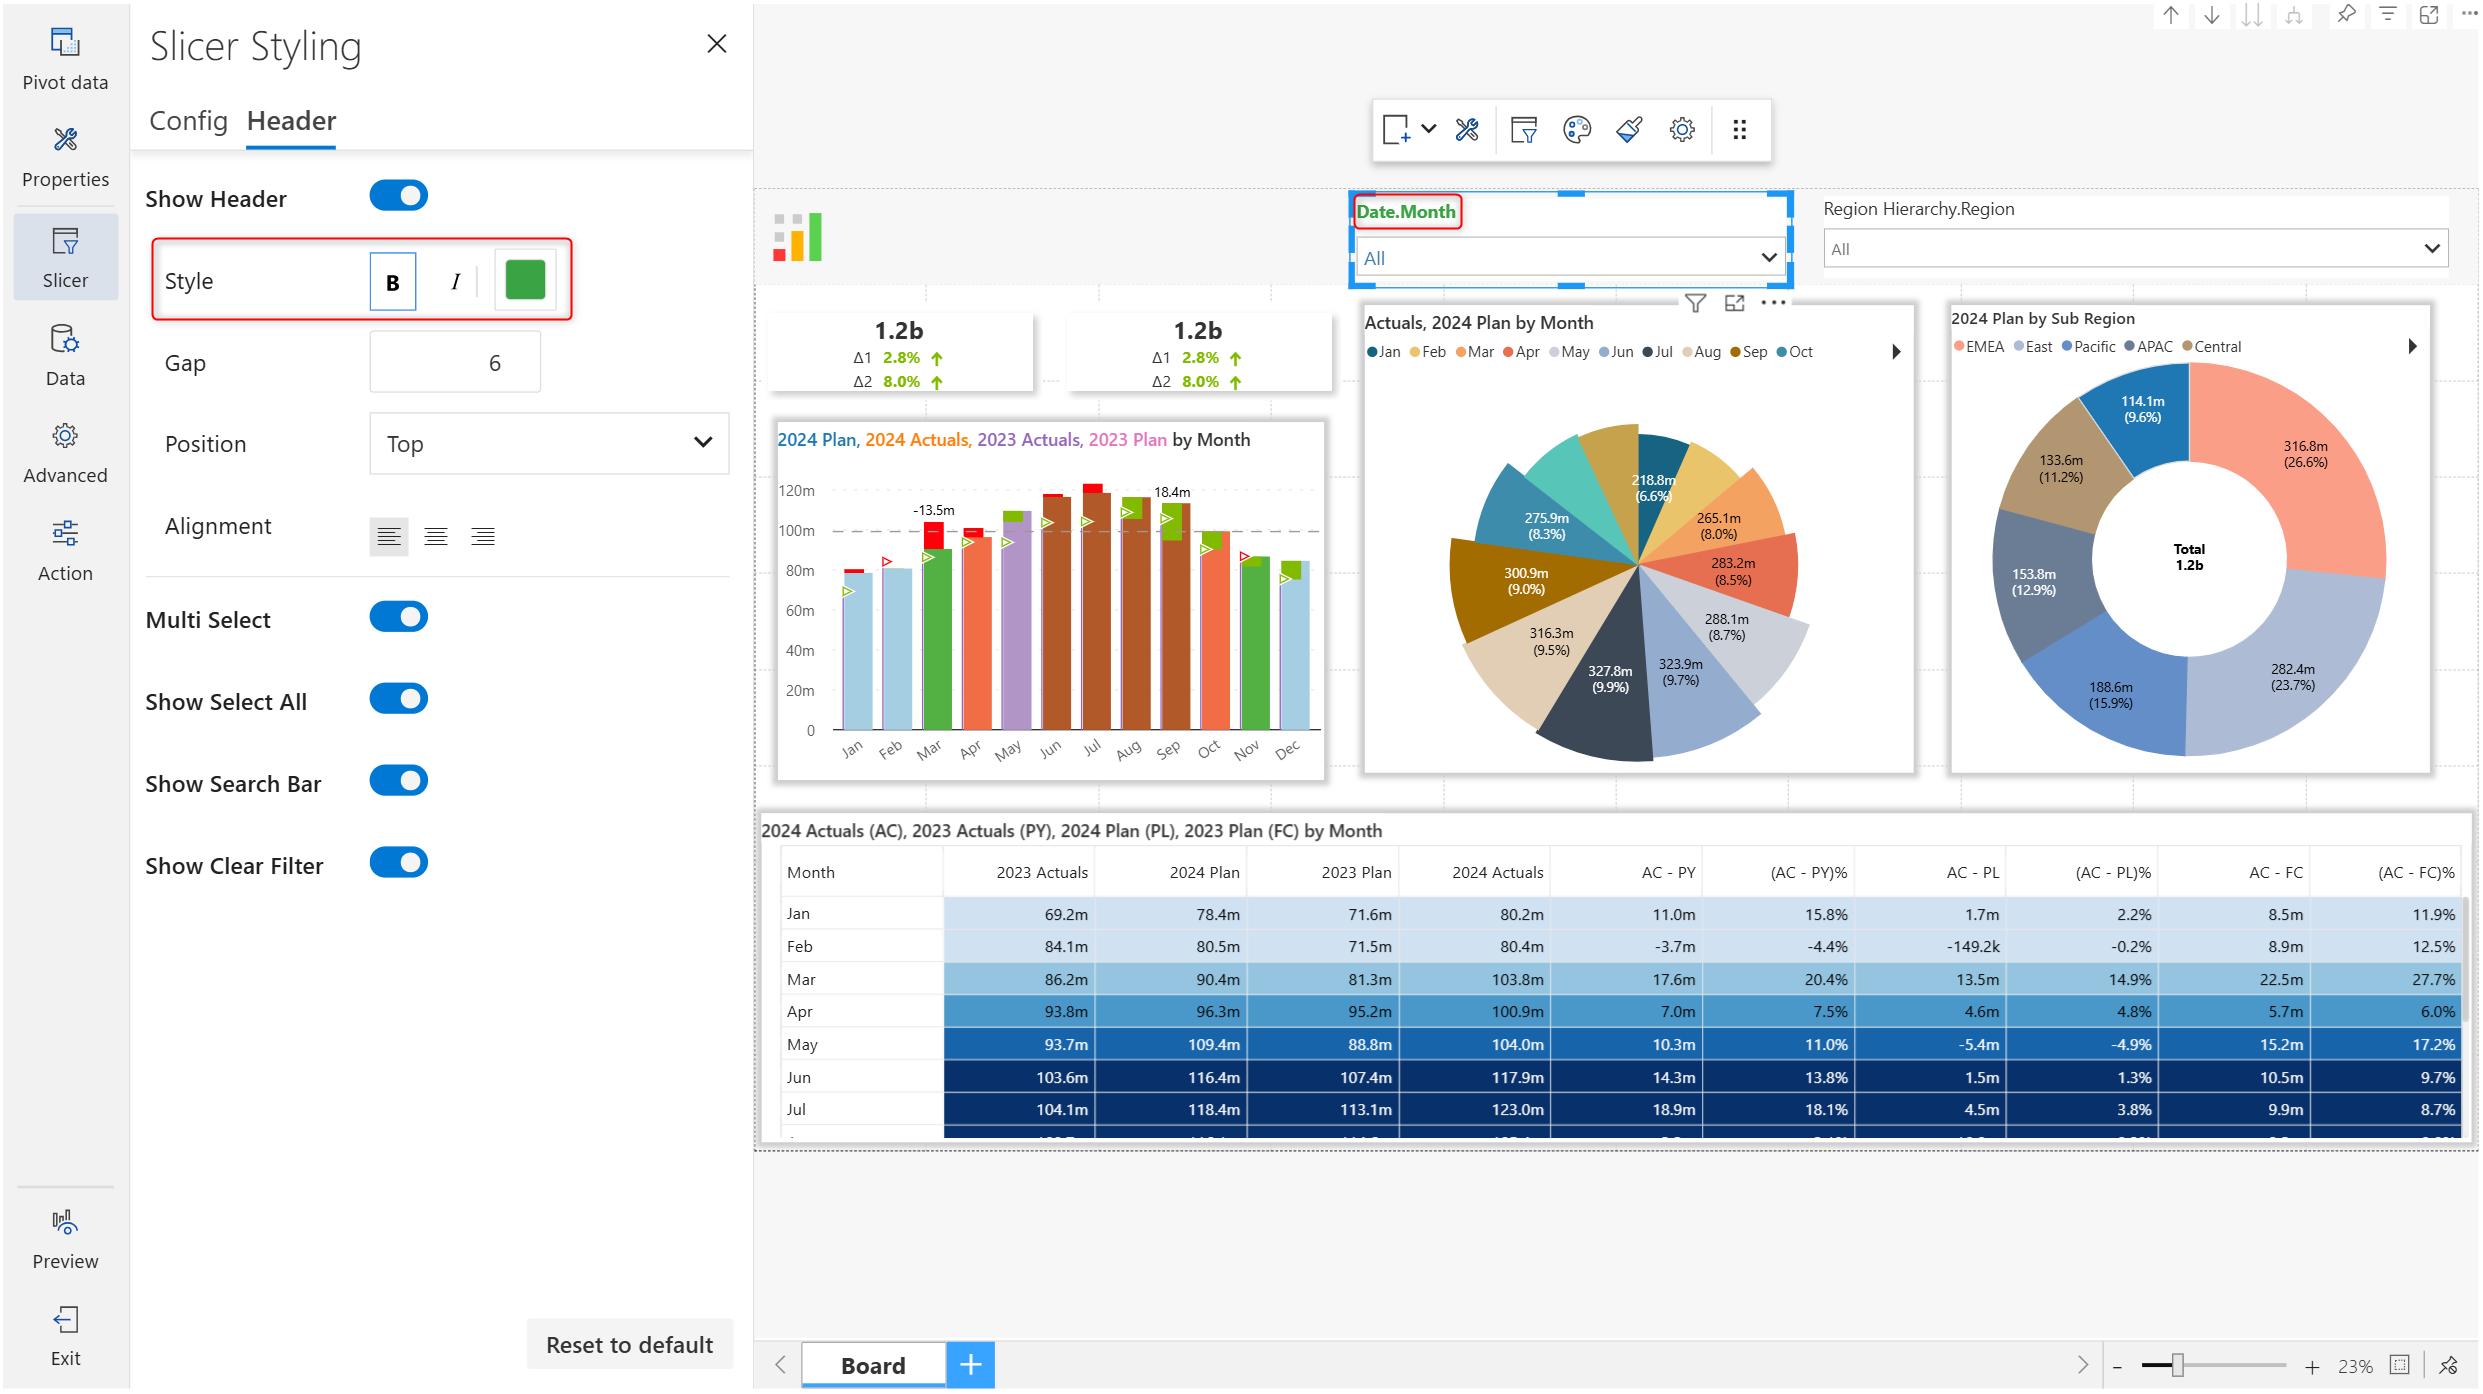 Pivot data
Properties
Slicer
Data
Advanced
Action
Preview
Exit
Slicer Styling
Config Header
Show Header
Style B I
Gap 6
Position Top
Alignment
Multi Select
Show Select All
Show Search Bar
Show Clear Filter
Reset to default
Date.Month
All
Region Hierarchy.Region
All
1.2b
Δ1 2.8%
Δ2 8.0%
1.2b
Δ1 2.8%
Δ2 8.0%
2024 Plan, 2024 Actuals, 2023 Actuals, 2023 Plan by Month
120m
100m
80m
60m
40m
20m
0
-13.5m
18.4m
Jan Feb Mar Apr May Jun Jul Aug Sep Oct Nov Dec
Actuals, 2024 Plan by Month
Jan Feb Mar Apr May Jun Jul Aug Sep Oct
218.8m
(6.6%)
265.1m
(8.0%)
283.2m
(8.5%)
288.1m
(8.7%)
323.9m
(9.7%)
327.8m
(9.9%)
316.3m
(9.5%)
300.9m
(9.0%)
275.9m
(8.3%)
2024 Plan by Sub Region
EMEA East Pacific APAC Central
114.1m
(9.6%)
316.8m
(26.6%)
133.6m
(11.2%)
153.8m
(12.9%)
188.6m
(15.9%)
282.4m
(23.7%)
Total
1.2b
2024 Actuals (AC), 2023 Actuals (PY), 2024 Plan (PL), 2023 Plan (FC) by Month
Month 2023 Actuals 2024 Plan 2023 Plan 2024 Actuals AC - PY (AC - PY)% AC - PL (AC - PL)% AC - FC (AC - FC)%
Jan 69.2m 78.4m 71.6m 80.2m 11.0m 15.8% 1.7m 2.2% 8.5m 11.9%
Feb 84.1m 80.5m 71.5m 80.4m -3.7m -4.4% -149.2k -0.2% 8.9m 12.5%
Mar 86.2m 90.4m 81.3m 103.8m 17.6m 20.4% 13.5m 14.9% 22.5m 27.7%
Apr 93.8m 96.3m 95.2m 100.9m 7.0m 7.5% 4.6m 4.8% 5.7m 6.0%
May 93.7m 109.4m 88.8m 104.0m 10.3m 11.0% -5.4m -4.9% 15.2m 17.2%
Jun 103.6m 116.4m 107.4m 117.9m 14.3m 13.8% 1.5m 1.3% 10.5m 9.7%
Jul 104.1m 118.4m 113.1m 123.0m 18.9m 18.1% 4.5m 3.8% 9.9m 8.7%
Board +
- + 23%